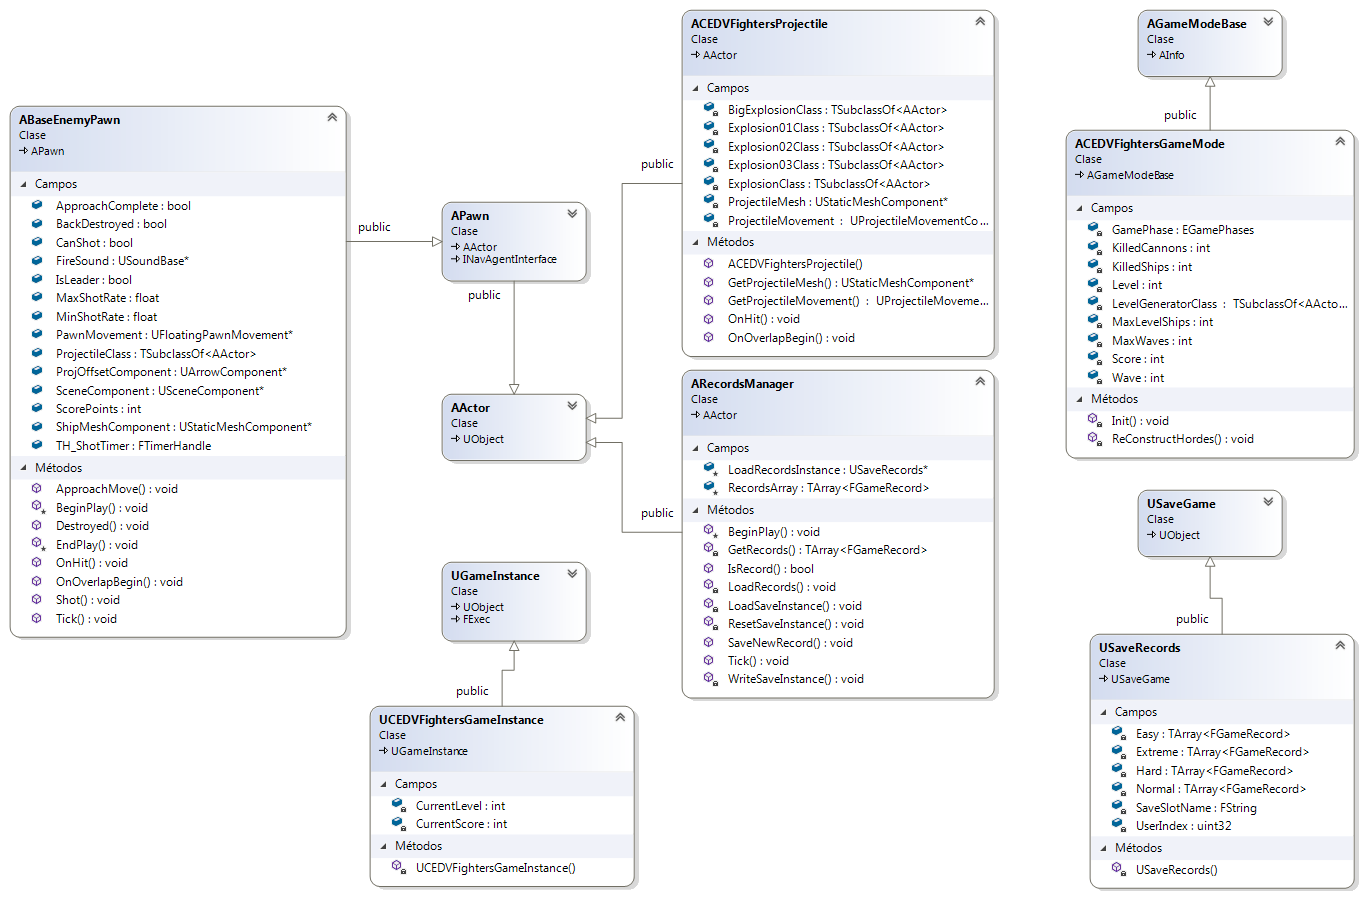 ABaseEnemyPawn
Clase
APawn
Campos
ApproachComplete : bool
BackDestroyed : bool
CanShot : bool
FireSound : USoundBase*
IsLeader : bool
MaxShotRate : float
MinShotRate : float
PawnMovement : UFloatingPawnMovement*
ProjectileClass : TSubclassOf<AActor>
ProjOffsetComponent : UArrowComponent*
SceneComponent : USceneComponent*
ScorePoints : int
ShipMeshComponent : UStaticMeshComponent*
TH_ShotTimer : FTimerHandle
Métodos
ApproachMove() : void
BeginPlay() : void
Destroyed() : void
EndPlay() : void
OnHit() : void
OnOverlapBegin() : void
Shot() : void
Tick() : void
public
APawn
Clase
AActor
INavAgentInterface
public
AActor
Clase
UObject
UGameInstance
Clase
UObject
FExec
public
UCEDVFightersGameInstance
Clase
UGameInstance
Campos
CurrentLevel : int
CurrentScore : int
Métodos
UCEDVFightersGameInstance()
public
ACEDVFightersProjectile
Clase
AActor
Campos
BigExplosionClass : TSubclassOf<AActor>
Explosion01Class : TSubclassOf<AActor>
Explosion02Class : TSubclassOf<AActor>
Explosion03Class : TSubclassOf<AActor>
ExplosionClass : TSubclassOf<AActor>
ProjectileMesh : UStaticMeshComponent*
ProjectileMovement : UProjectileMovementCo...
Métodos
ACEDVFightersProjectile()
GetProjectileMesh() : UStaticMeshComponent*
GetProjectileMovement() : UProjectileMoveme...
OnHit() : void
OnOverlapBegin() : void
public
ARecordsManager
Clase
AActor
Campos
LoadRecordsInstance : USaveRecords*
RecordsArray : TArray<FGameRecord>
Métodos
BeginPlay() : void
GetRecords() : TArray<FGameRecord>
IsRecord() : bool
LoadRecords() : void
LoadSaveInstance() : void
ResetSaveInstance() : void
SaveNewRecord() : void
Tick() : void
WriteSaveInstance() : void
AGameModeBase
Clase
AInfo
public
ACEDVFightersGameMode
Clase
AGameModeBase
Campos
GamePhase : EGamePhases
KilledCannons : int
KilledShips : int
Level : int
LevelGeneratorClass : TSubclassOf<AActo...
MaxLevelShips : int
MaxWaves : int
Score : int
Wave : int
Métodos
Init() : void
ReConstructHordes() : void
USaveGame
Clase
UObject
public
USaveRecords
Clase
USaveGame
Campos
Easy : TArray<FGameRecord>
Extreme : TArray<FGameRecord>
Hard : TArray<FGameRecord>
Normal : TArray<FGameRecord>
SaveSlotName : FString
UserIndex : uint32
Métodos
USaveRecords()